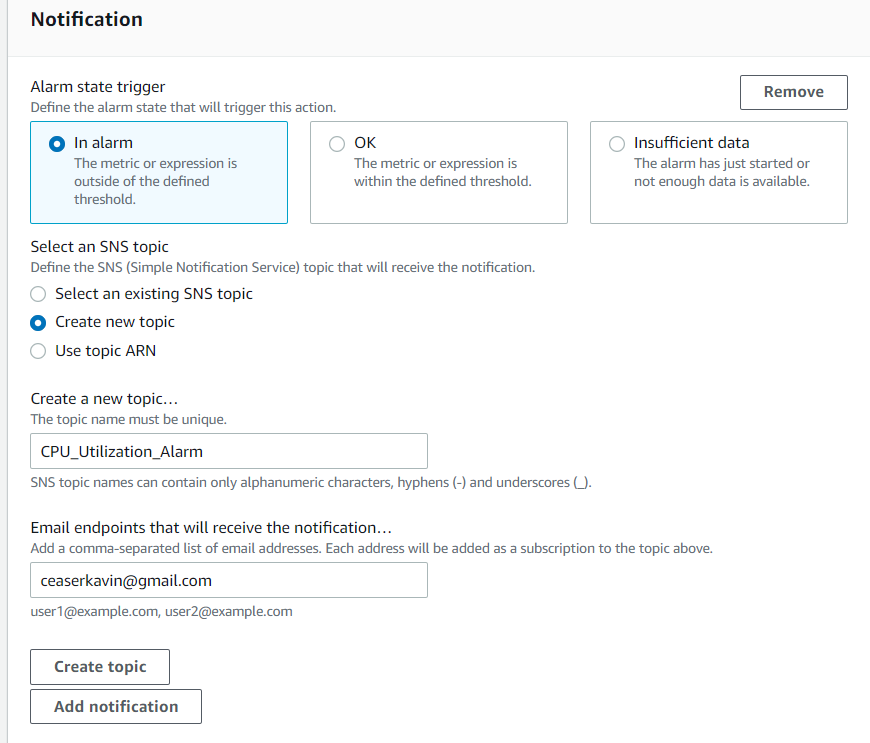 Notification
Alarm state trigger
Define the alarm state that will trigger this action.
Remove
In alarm
The metric or expression is
outside of the defined
threshold.
OK
The metric or expression is
within the defined threshold.
Insufficient data
The alarm has just started or
not enough data is available.
Select an SNS topic
Define the SNS (Simple Notification Service) topic that will receive the notification.
Select an existing SNS topic
Create new topic
Use topic ARN
Create a new topic…
The topic name must be unique.
CPU_Utilization_Alarm
SNS topic names can contain only alphanumeric characters, hyphens (-) and underscores (_).
Email endpoints that will receive the notification…
Add a comma-separated list of email addresses. Each address will be added as a subscription to the topic above.
ceaserkavin@gmail.com
user1@example.com, user2@example.com
Create topic
Add notification